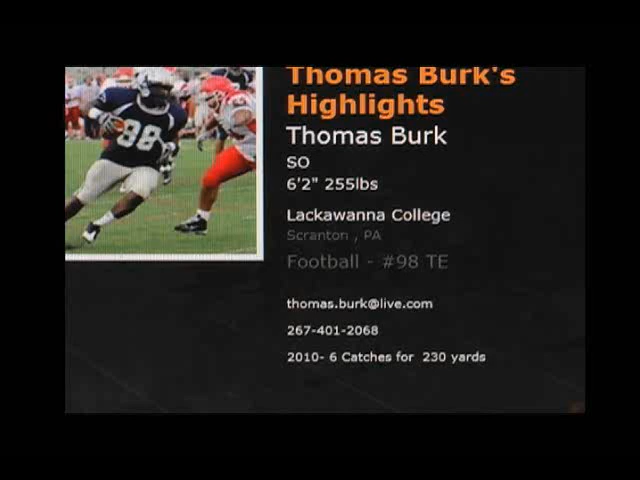 Thomas Burk's
Highlights
Thomas Burk
SO
6'2" 255lbs
Lackawanna College
Scranton , PA
Football - #98 TE
thomas.burk@live.com
267-401-2068
2010- 6 Catches for 230 yards
88